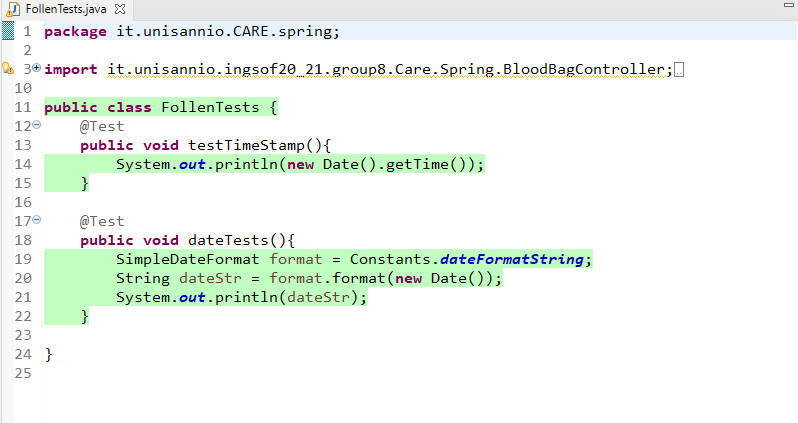 FollenTests.java
1 package it.unisannio.CARE.spring;
2
3 import it.unisannio.ingsof20_21.group8.Care.Spring.BloodBagController;
10
11 public class FollenTests {
12 @Test
13 public void testTimeStamp(){
14 System.out.println(new Date().getTime());
15 }
16
17 @Test
18 public void dateTests(){
19 SimpleDateFormat format = Constants.dateFormatString;
20 String dateStr = format.format(new Date());
21 System.out.println(dateStr);
22 }
23
24 }
25